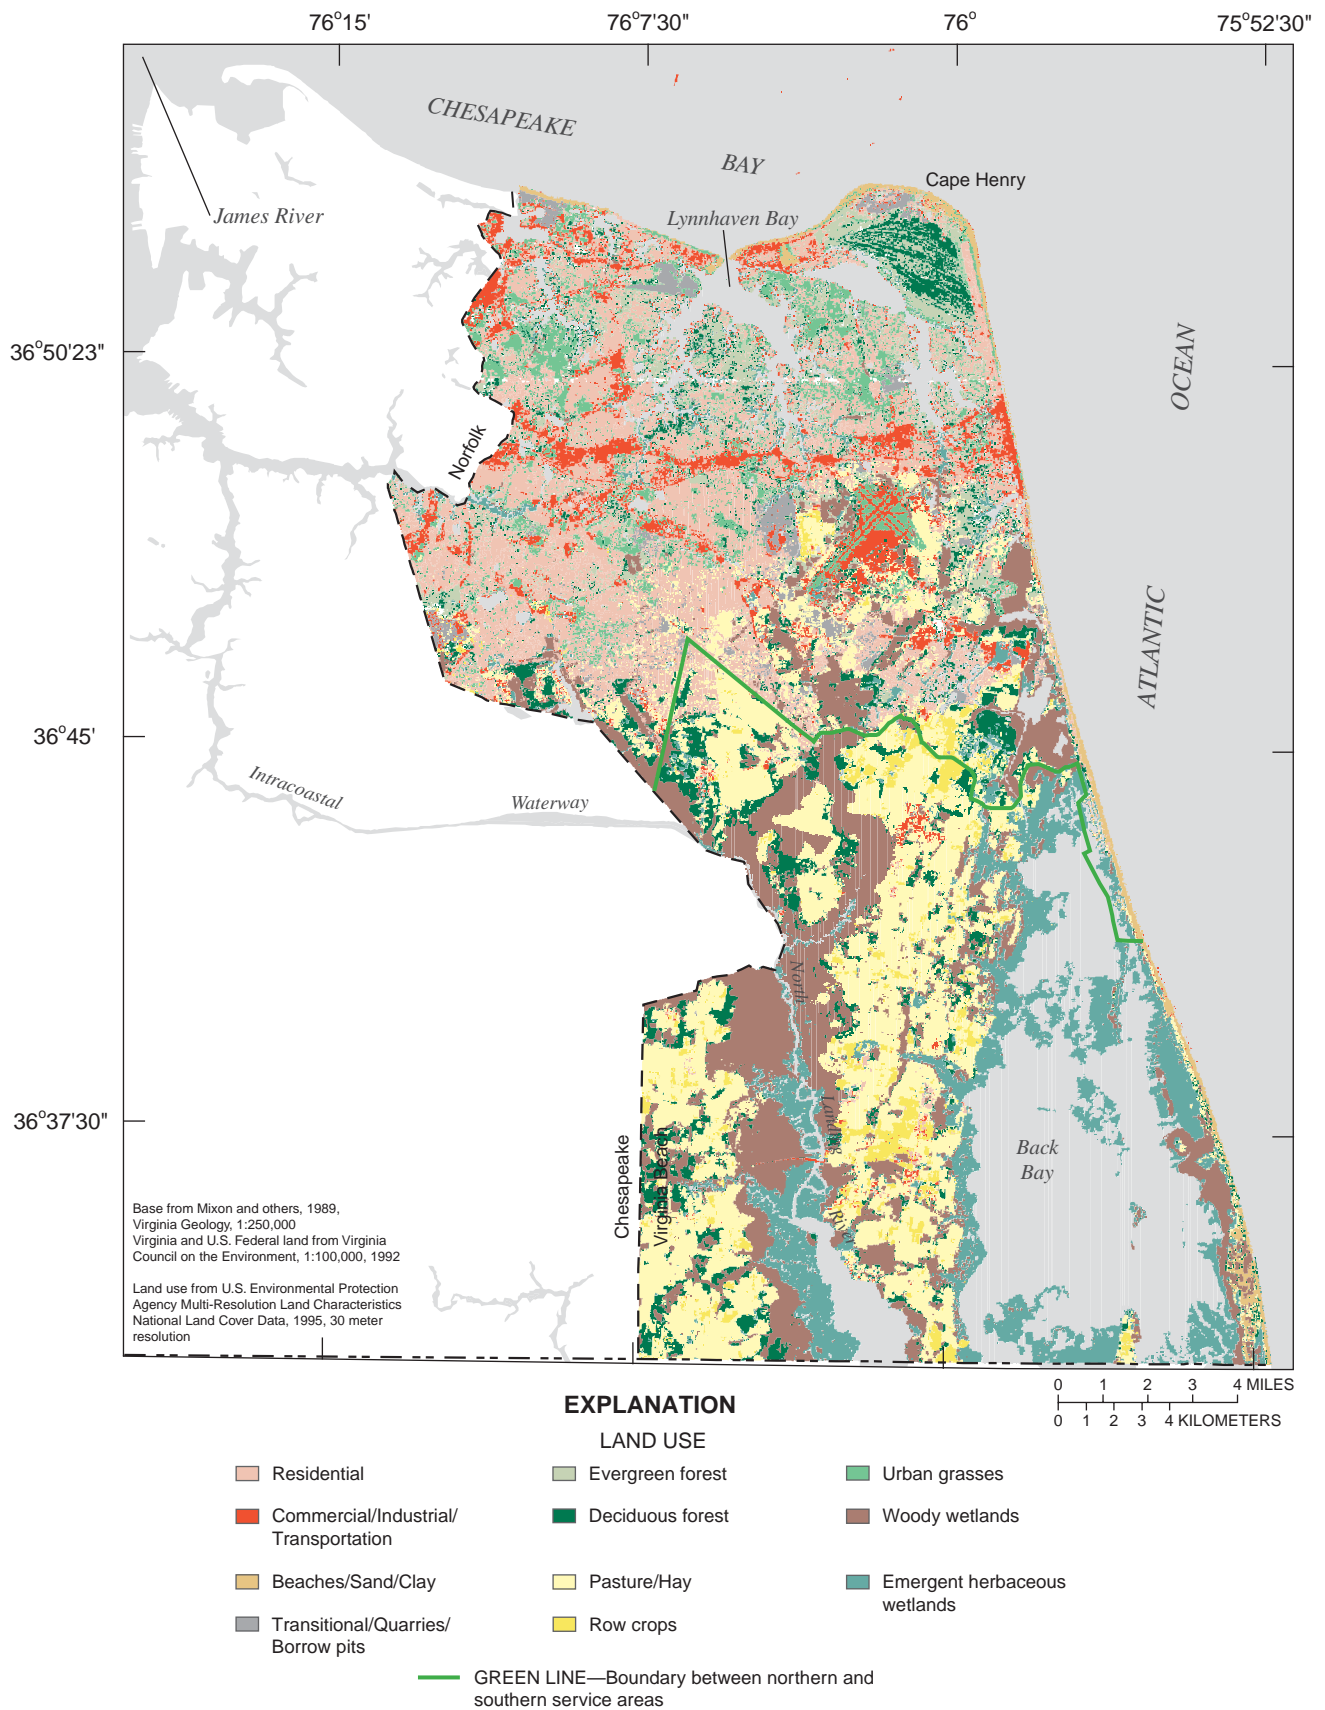 76°15'
76°7'30"
76°
75°52'30"
CHESAPEAKE
BAY
Cape Henry
James River
Lynnhaven Bay
36°50'23"
OCEAN
Norfolk
ATLANTIC
36°45'
Intracoastal
Waterway
North
Landing
River
36°37'30"
Chesapeake
Virginia Beach
Back
Bay
Base from Mixon and others, 1989,
Virginia Geology, 1:250,000
Virginia and U.S. Federal land from Virginia
Council on the Environment, 1:100,000, 1992
Land use from U.S. Environmental Protection
Agency Multi-Resolution Land Characteristics
National Land Cover Data, 1995, 30 meter
resolution
0 1 2 3 4 MILES
0 1 2 3 4 KILOMETERS
EXPLANATION
LAND USE
Residential
Commercial/Industrial/
Transportation
Beaches/Sand/Clay
Transitional/Quarries/
Borrow pits
Evergreen forest
Deciduous forest
Pasture/Hay
Row crops
Urban grasses
Woody wetlands
Emergent herbaceous
wetlands
GREEN LINE—Boundary between northern and
southern service areas